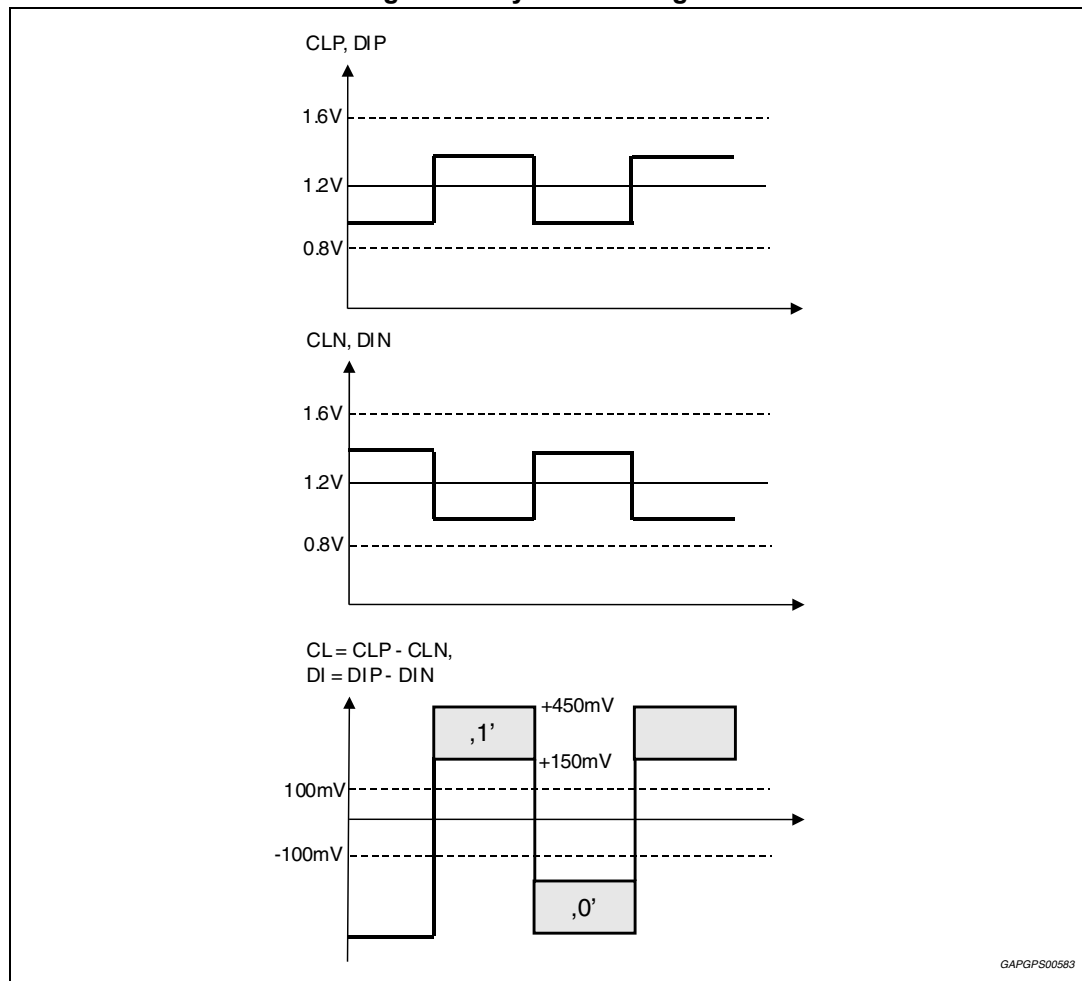 CLP, DIP
1.6V
1.2V
0.8V
CLN, DIN
1.6V
1.2V
0.8V
CL = CLP - CLN,
DI = DIP - DIN
+450mV
,1'
+150mV
100mV
-100mV
,0'
GAPGPS00583